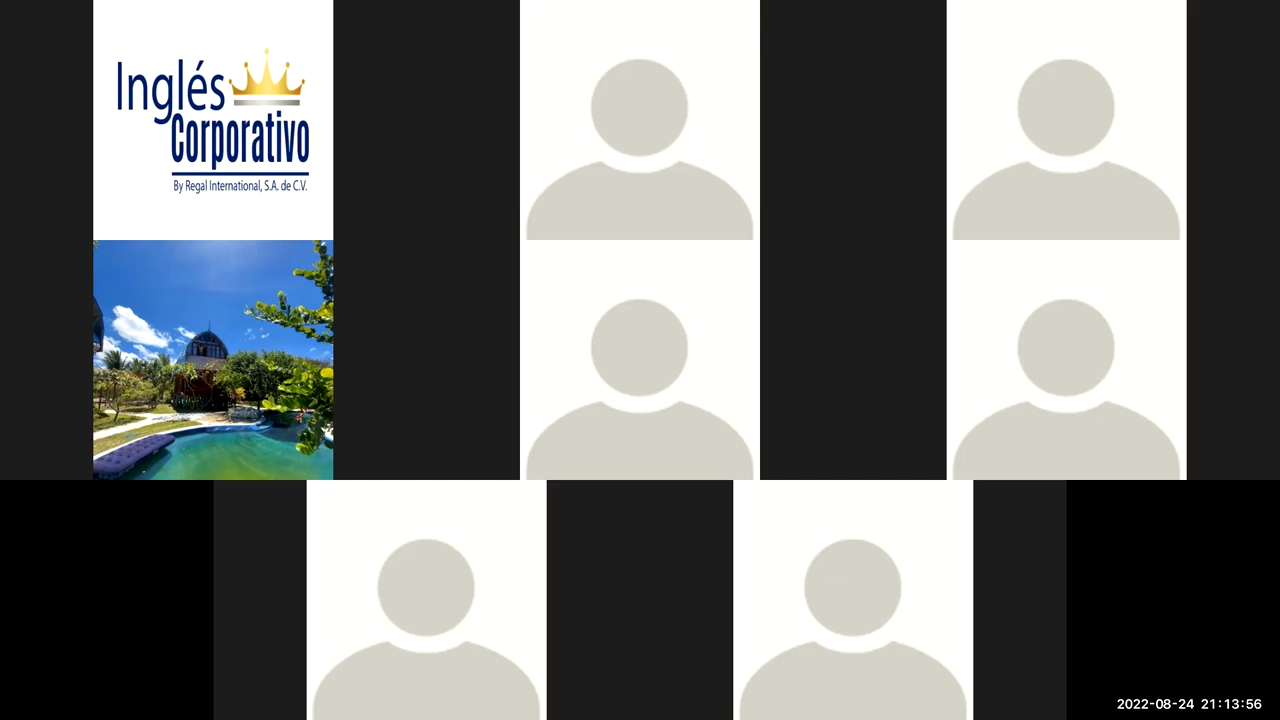 Inglés
Corporativo
By Regal International, S.A. de C.V.
2022-08-24 21:13:56